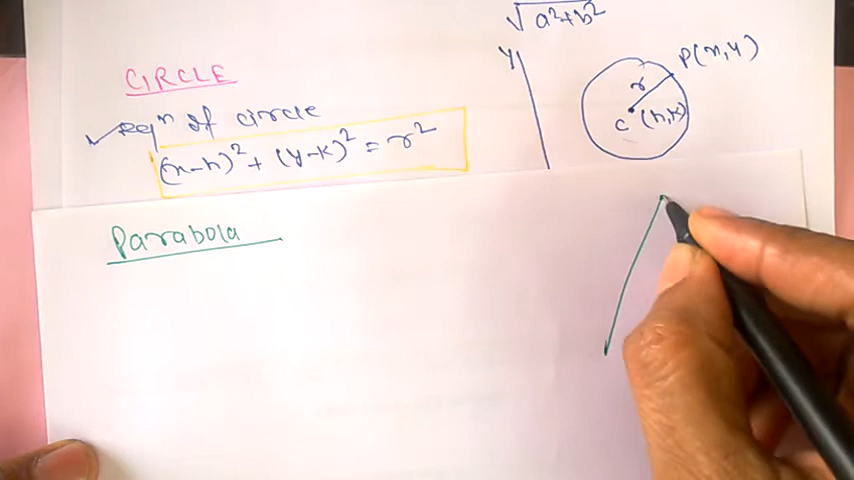 √a²+b²
CIRCLE
y
P(x,y)
r
✓eqⁿ of circle
C (h,k)
(x-h)² + (y-k)² = r²
Parabola